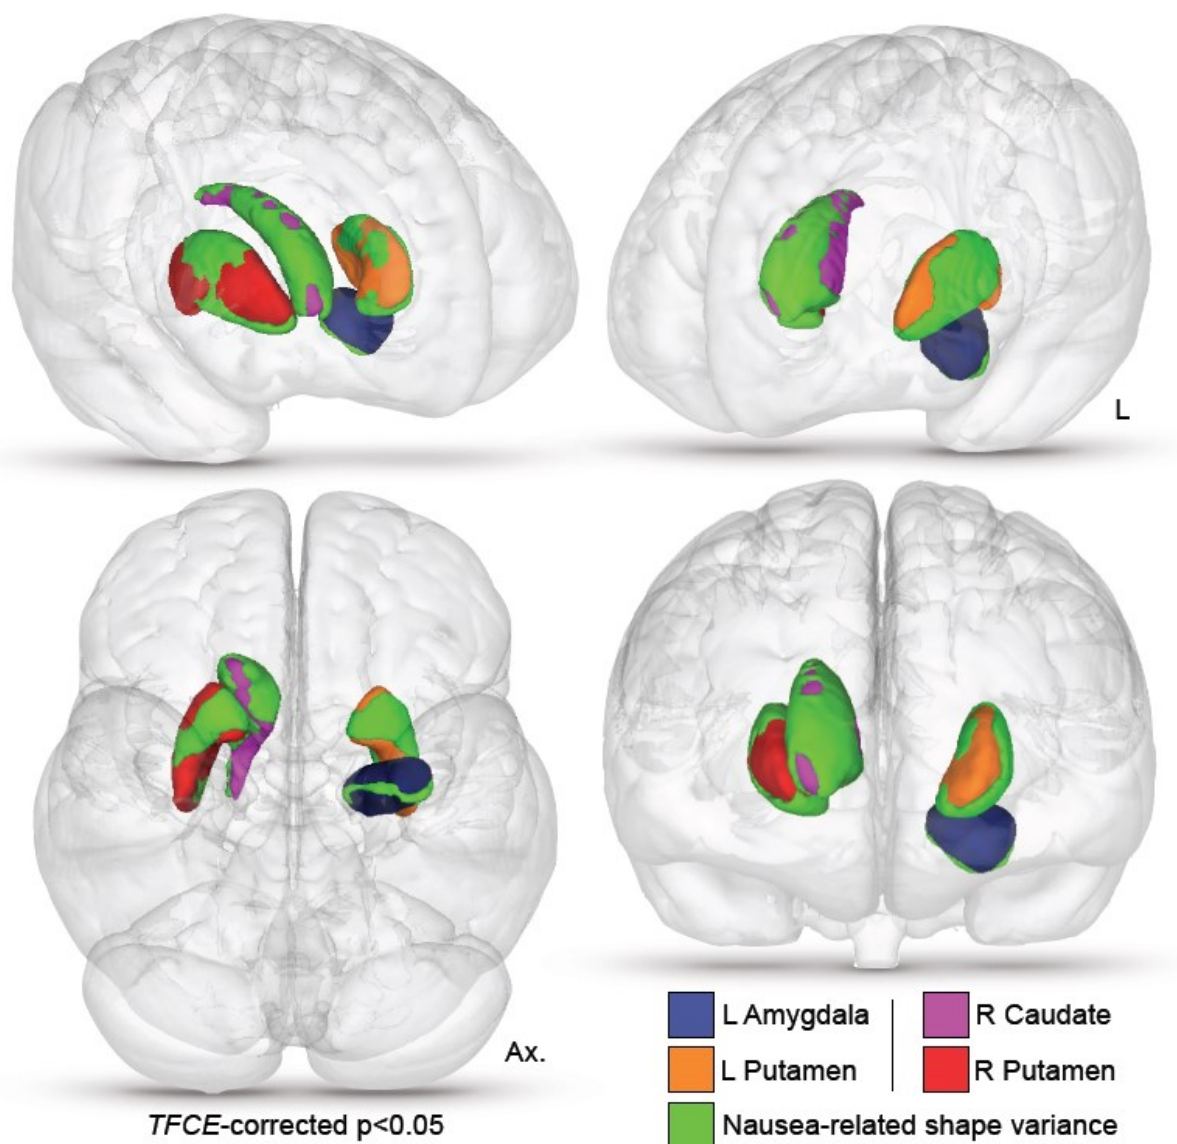 L
Ax.
TFCE-corrected p<0.05
L Amygdala
R Caudate
L Putamen
R Putamen
Nausea-related shape variance